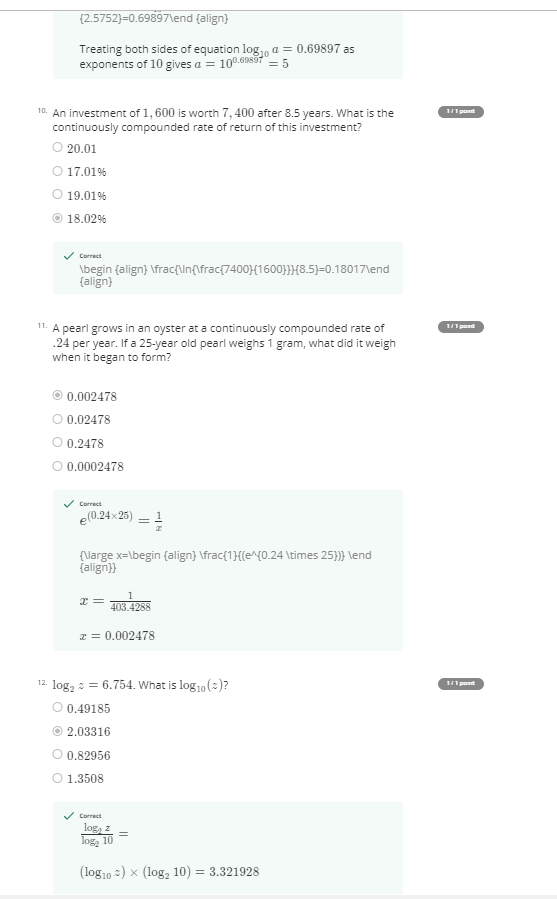 {2.5752}=0.69897\end {align}
Treating both sides of equation log₁₀ a = 0.69897 as
exponents of 10 gives a = 10^0.69897 = 5
10. An investment of 1,600 is worth 7,400 after 8.5 years. What is the
continuously compounded rate of return of this investment?
1 / 1 point
20.01
17.01%
19.01%
18.02%
Correct
\begin {align} \frac{\ln{\frac{7400}{1600}}}{8.5}=0.18017\end
{align}
11. A pearl grows in an oyster at a continuously compounded rate of
.24 per year. If a 25-year old pearl weighs 1 gram, what did it weigh
when it began to form?
1 / 1 point
0.002478
0.02478
0.2478
0.0002478
Correct
e^(0.24×25) = 1/x
{\large x=\begin {align} \frac{1}{(e^{0.24 \times 25})} \end
{align}}
x = 1/403.4288
x = 0.002478
12. log₂ z = 6.754. What is log₁₀(z)?
1 / 1 point
0.49185
2.03316
0.82956
1.3508
Correct
log₂ z / log₂ 10 =
(log₁₀ z) × (log₂ 10) = 3.321928